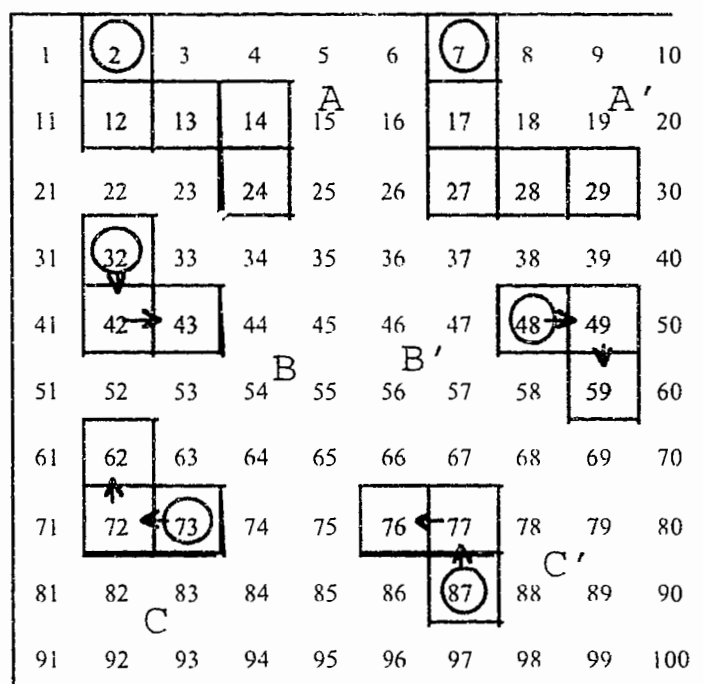 1 2 3 4 5 6 7 8 9 10
A A'
11 12 13 14 15 16 17 18 19 20
21 22 23 24 25 26 27 28 29 30
31 32 33 34 35 36 37 38 39 40
41 42 43 44 45 46 47 48 49 50
B B'
51 52 53 54 55 56 57 58 59 60
61 62 63 64 65 66 67 68 69 70
71 72 73 74 75 76 77 78 79 80
C'
81 82 83 84 85 86 87 88 89 90
C
91 92 93 94 95 96 97 98 99 100